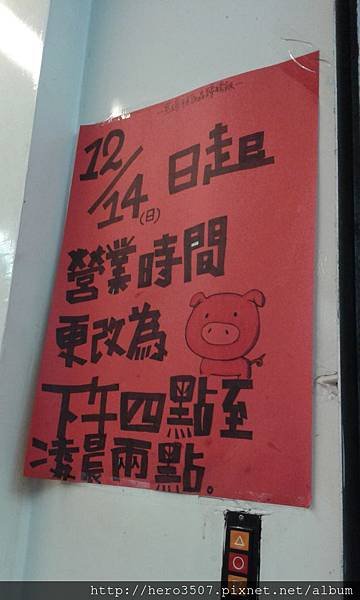 12/14(日) 日起
營業時間
更改為
下午四點至
凌晨兩點。
http://hero3507.pixnet.net/album